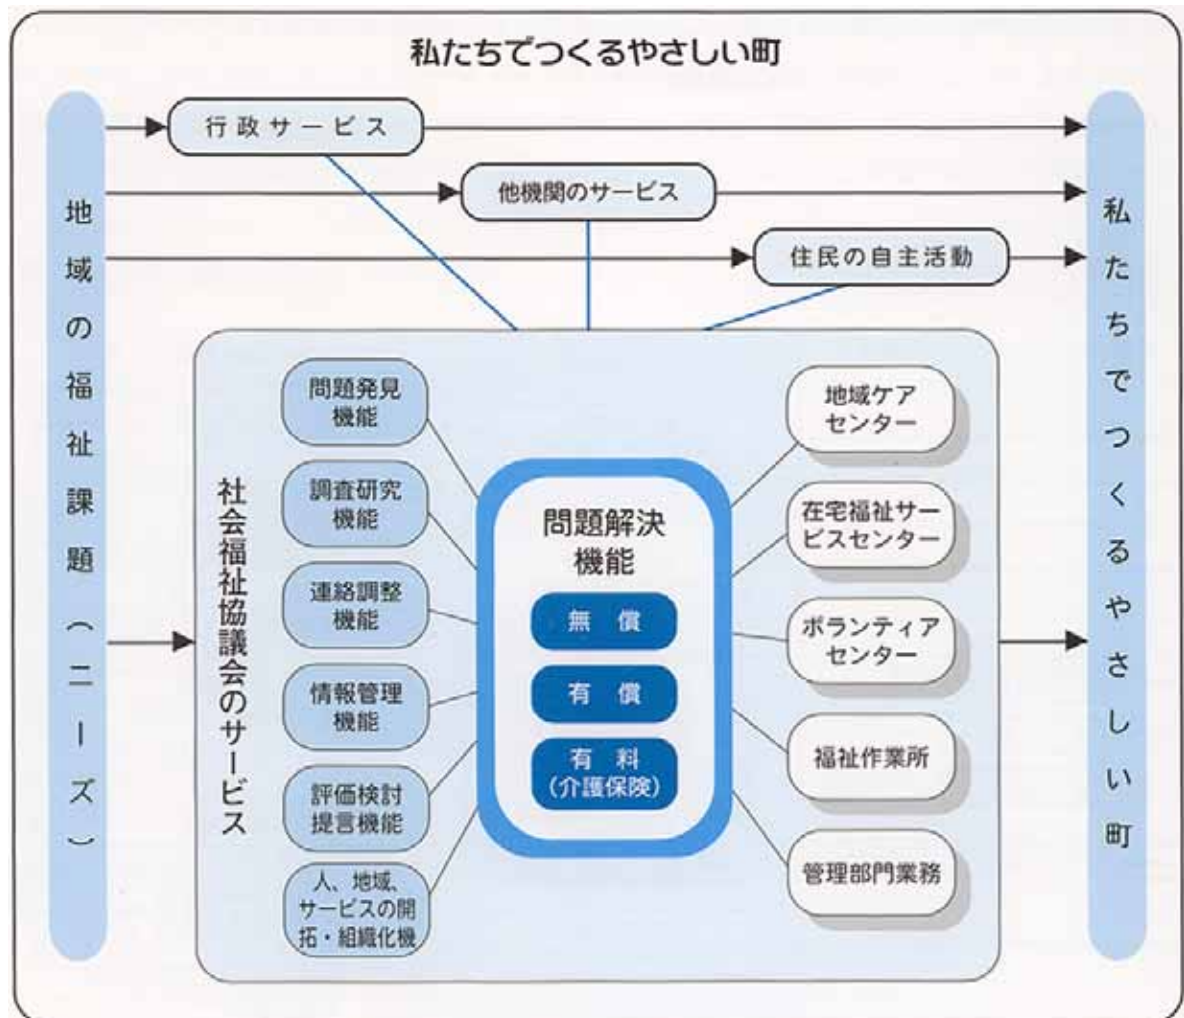 私たちでつくるやさしい町
行政サービス
他機関のサービス
住民の自主活動
地域の福祉課題(ニーズ)
社会福祉協議会のサービス
問題発見
機能
調査研究
機能
連絡調整
機能
情報管理
機能
評価検討
提言機能
人、地域、
サービスの開
拓・組織化機
問題解決
機能
無償
有償
有料
(介護保険)
地域ケア
センター
在宅福祉サー
ビスセンター
ボランティア
センター
福祉作業所
管理部門業務
私たちでつくるやさしい町